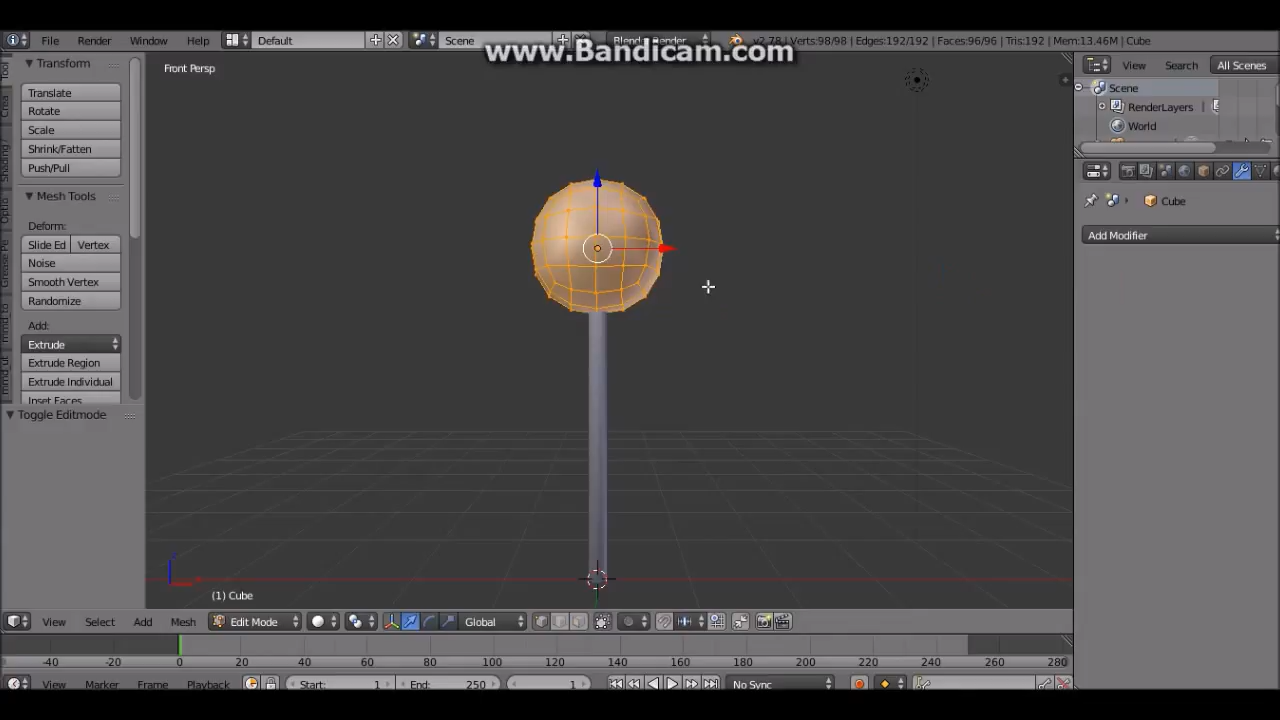 www.Bandicam.com
File Render Window Help Default Scene v2.78 | Verts:98/98 | Edges:192/192 | Faces:96/96 | Tris:192 | Mem:13.46M | Cube
Front Persp
Transform
Translate
Rotate
Scale
Shrink/Fatten
Push/Pull
Mesh Tools
Deform:
Slide Ed Vertex
Noise
Smooth Vertex
Randomize
Add:
Extrude
Extrude Region
Extrude Individual
Inset Faces
Toggle Editmode
View Search All Scenes
Scene
RenderLayers
World
Cube
Add Modifier
(1) Cube
View Select Add Mesh Edit Mode Global
-40 -20 0 20 40 60 80 100 120 140 160 180 200 220 240 260 280
View Marker Frame Playback Start: 1 End: 250 1 No Sync